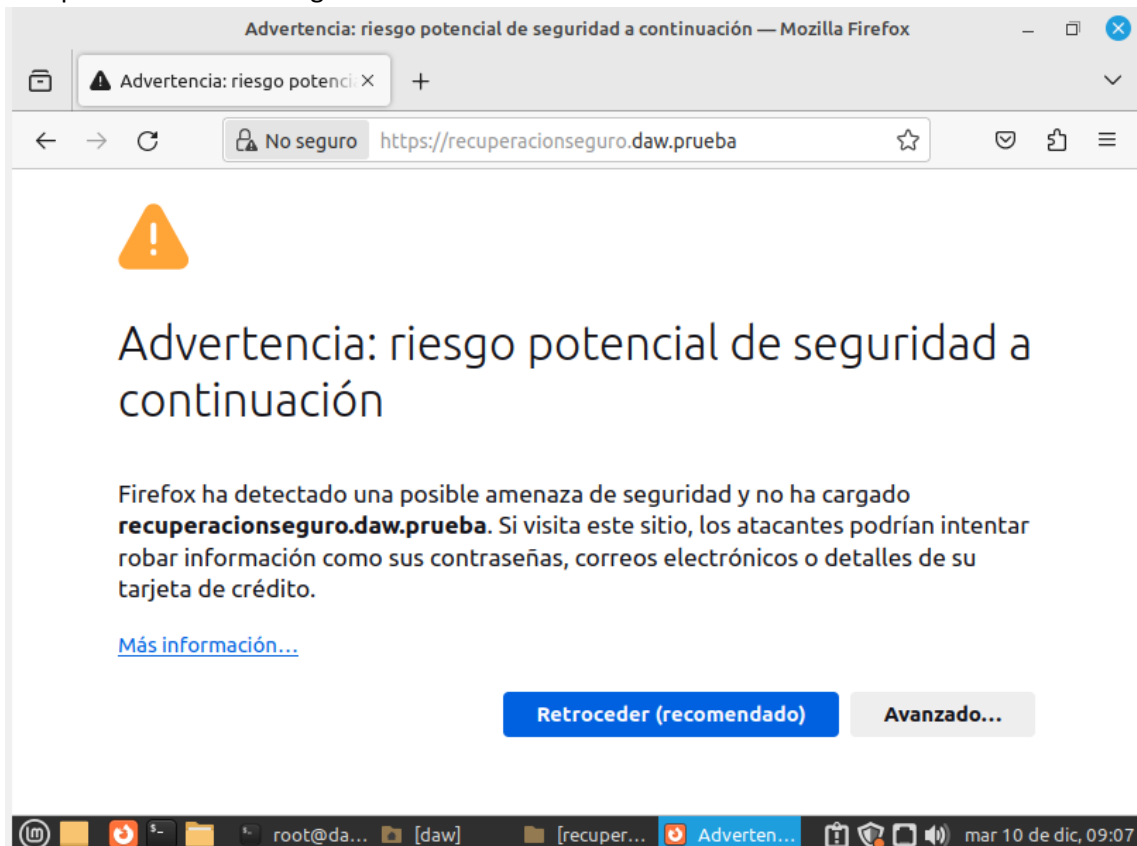 Advertencia: riesgo potencial de seguridad a continuación — Mozilla Firefox
Advertencia: riesgo potenci
No seguro https://recuperacionseguro.daw.prueba
Advertencia: riesgo potencial de seguridad a
continuación
Firefox ha detectado una posible amenaza de seguridad y no ha cargado
recuperacionseguro.daw.prueba. Si visita este sitio, los atacantes podrían intentar
robar información como sus contraseñas, correos electrónicos o detalles de su
tarjeta de crédito.
Más información...
Retroceder (recomendado) Avanzado...
root@da... [daw] [recuper... Adverten... mar 10 de dic, 09:07